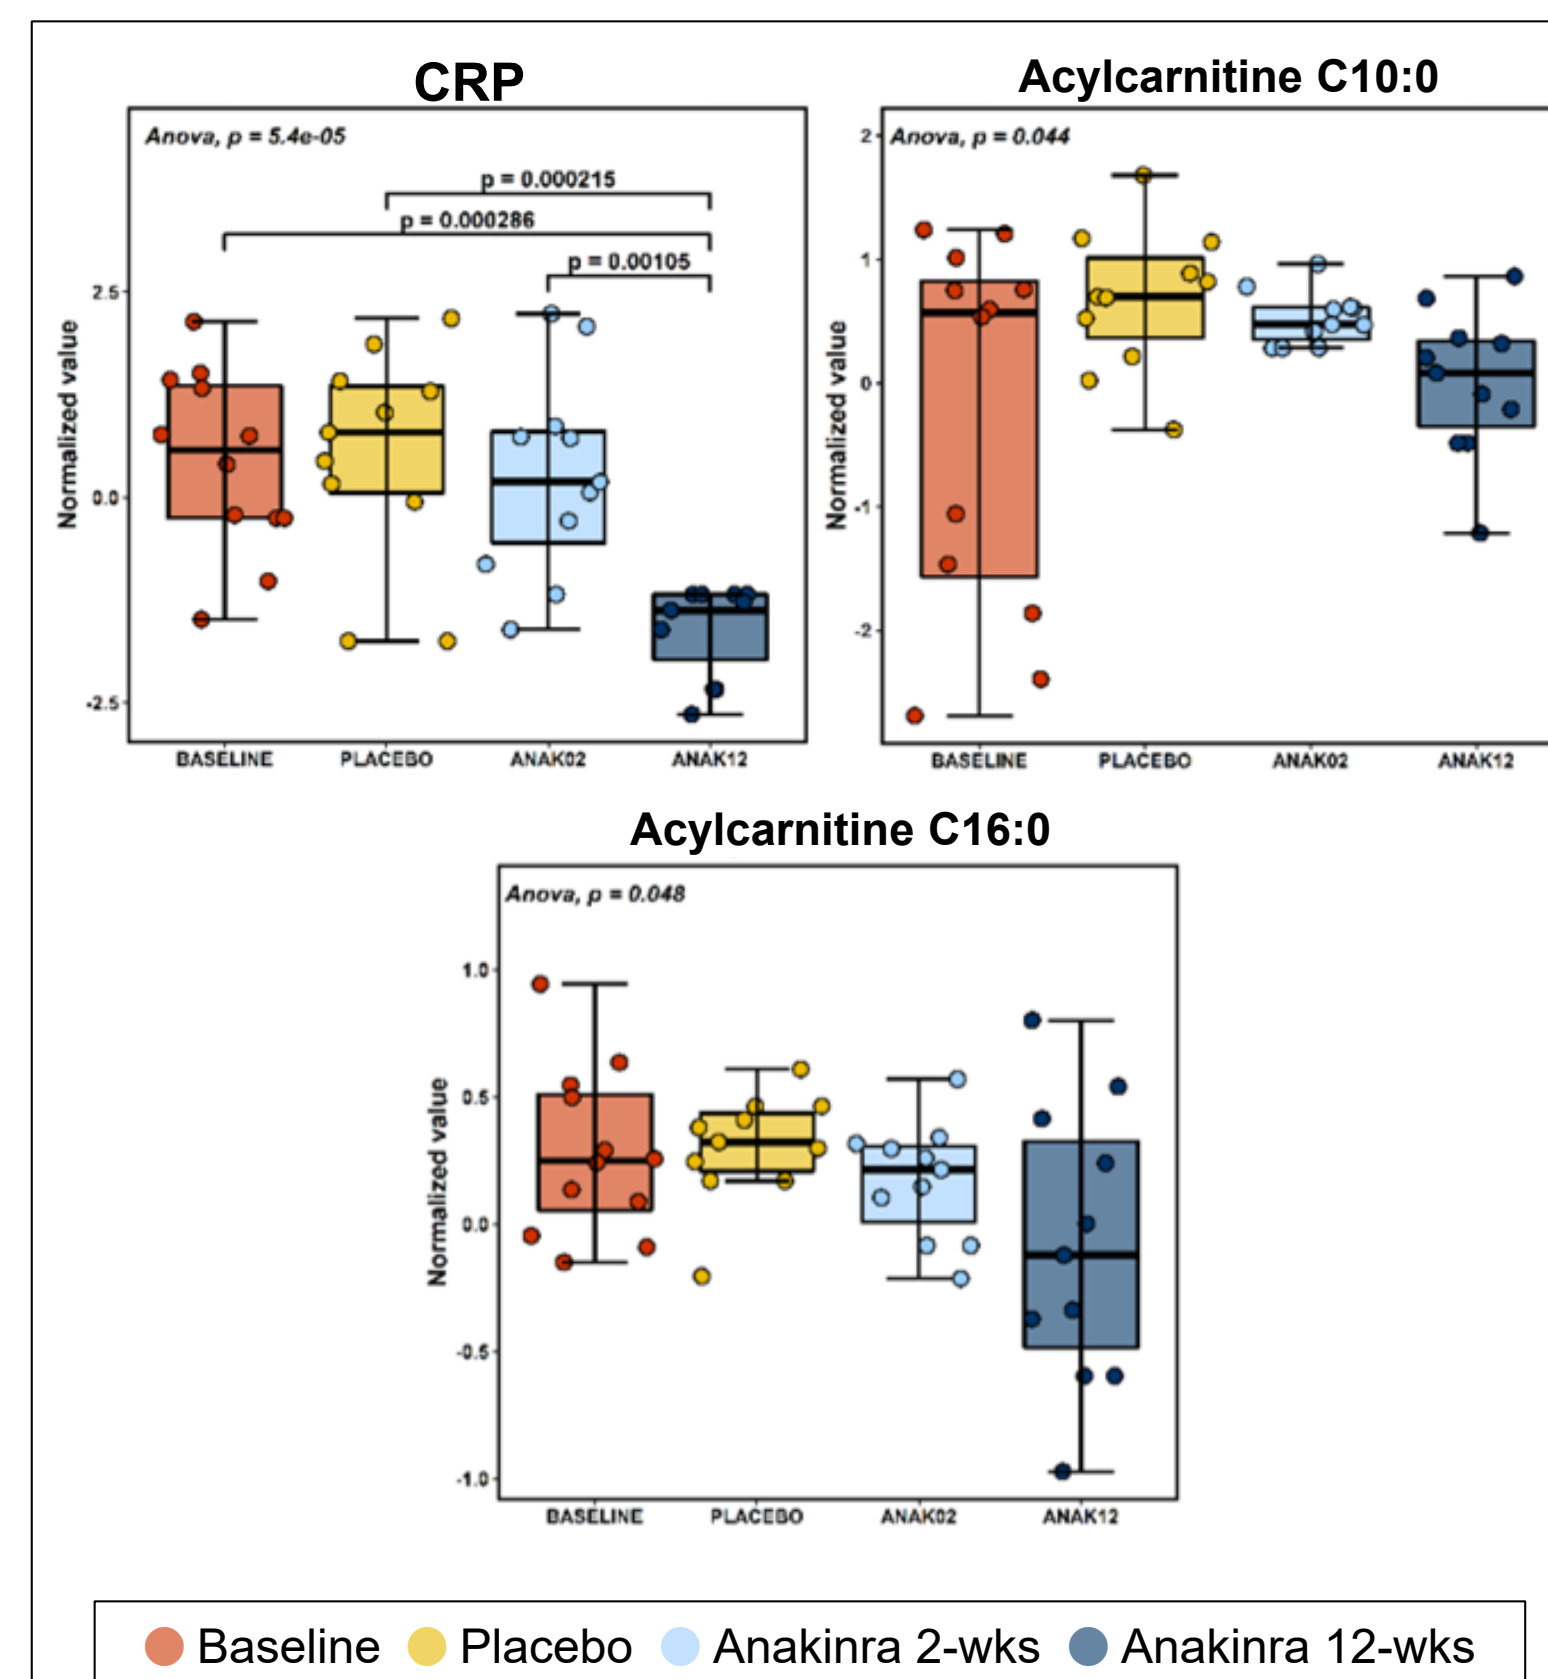 CRP
Anova, p = 5.4e-05
p = 0.000215
p = 0.000286
p = 0.00105
2.5
0.0
-2.5
Normalized value
BASELINE PLACEBO ANAK02 ANAK12
Acylcarnitine C10:0
Anova, p = 0.044
2
1
0
-1
-2
Normalized value
BASELINE PLACEBO ANAK02 ANAK12
Acylcarnitine C16:0
Anova, p = 0.048
1.0
0.5
0.0
-0.5
-1.0
Normalized value
BASELINE PLACEBO ANAK02 ANAK12
Baseline Placebo Anakinra 2-wks Anakinra 12-wks